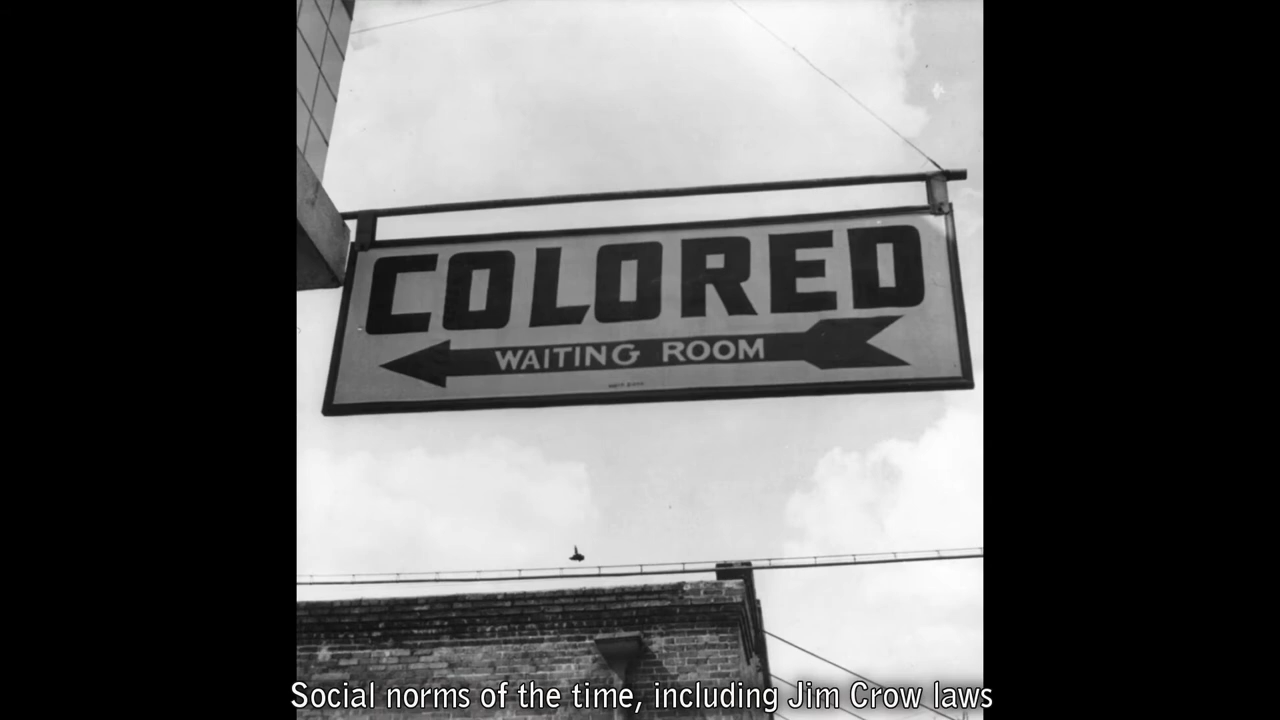 COLORED
WAITING ROOM
Social norms of the time, including Jim Crow laws